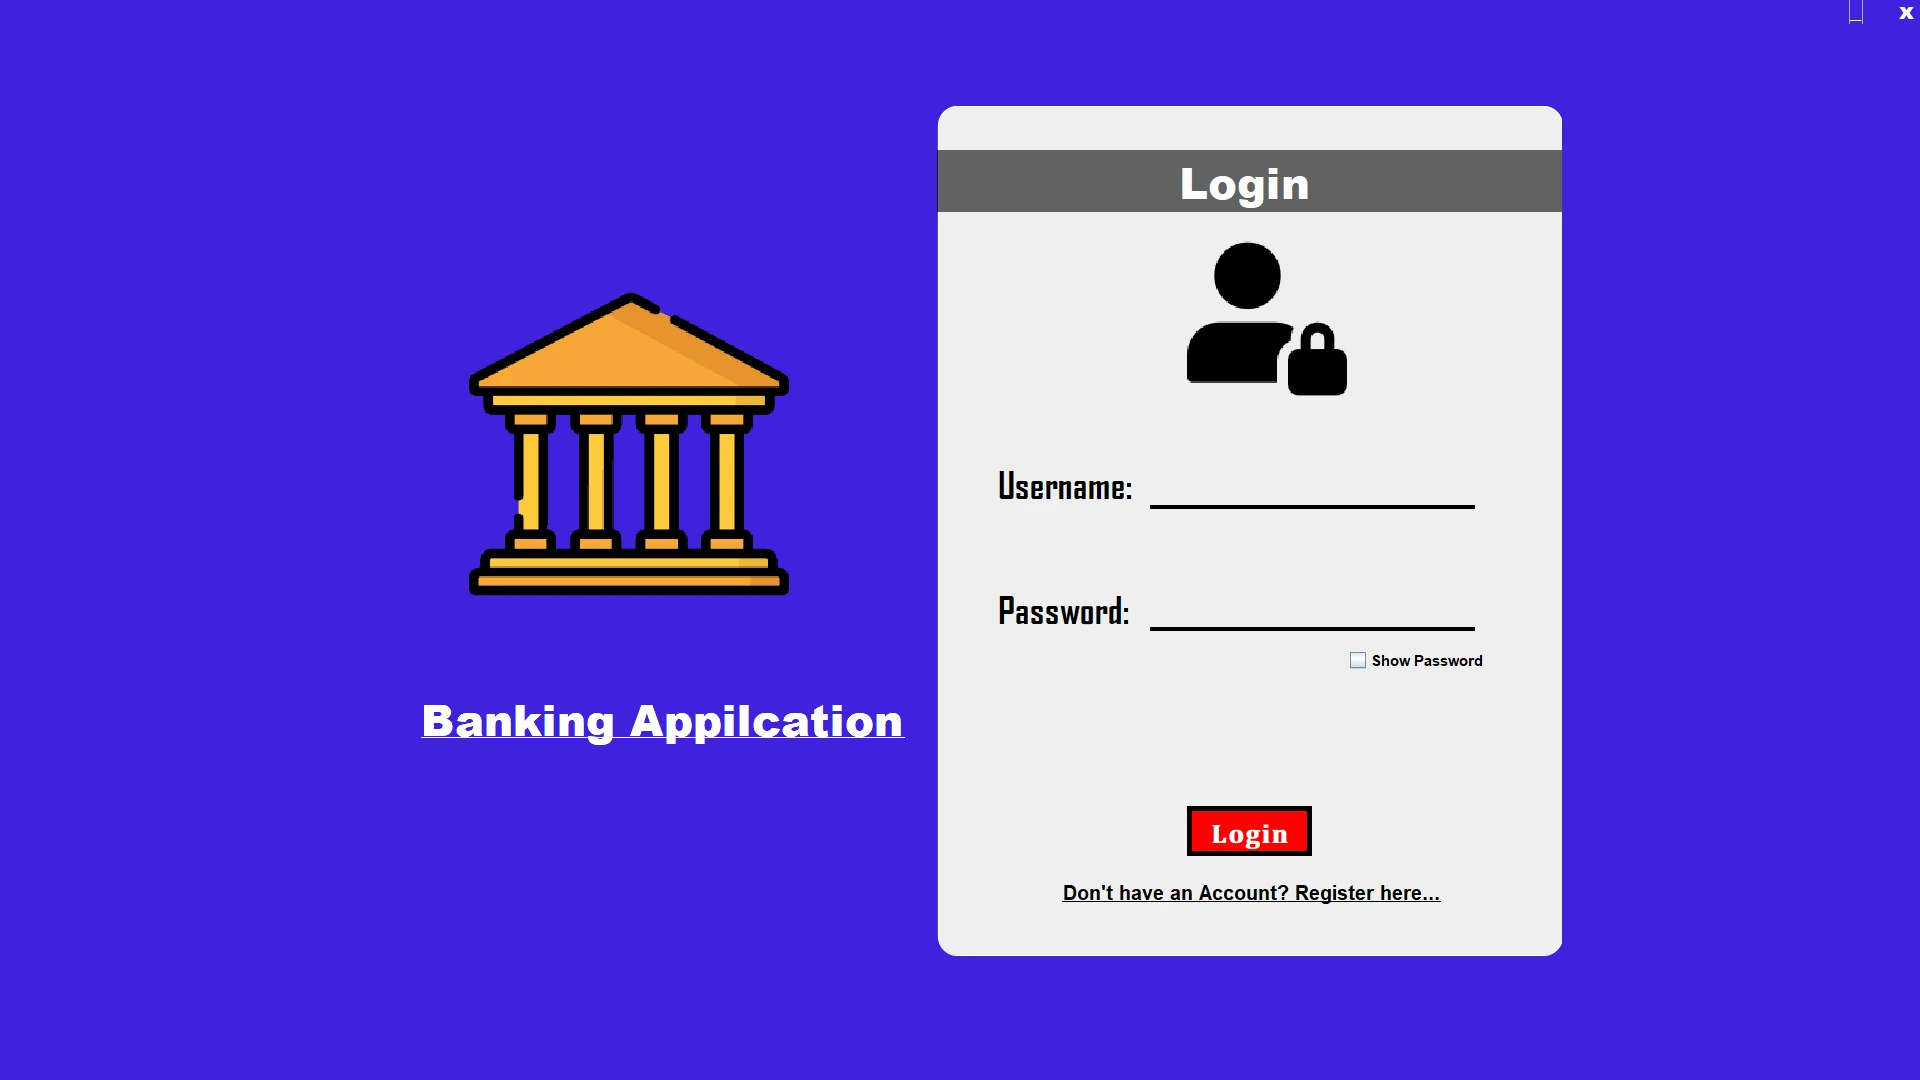 _ x
Login
Username:
Password:
Show Password
Banking Appilcation
Login
Don't have an Account? Register here...